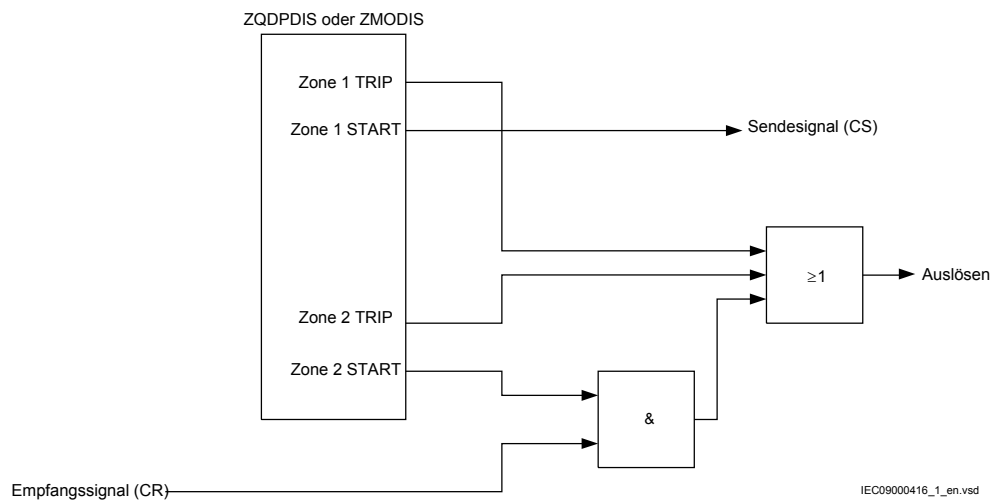 ZQDPDIS oder ZMODIS
Zone 1 TRIP
Zone 1 START
Sendesignal (CS)
≥1
Auslösen
Zone 2 TRIP
Zone 2 START
&
Empfangssignal (CR)
IEC09000416_1_en.vsd